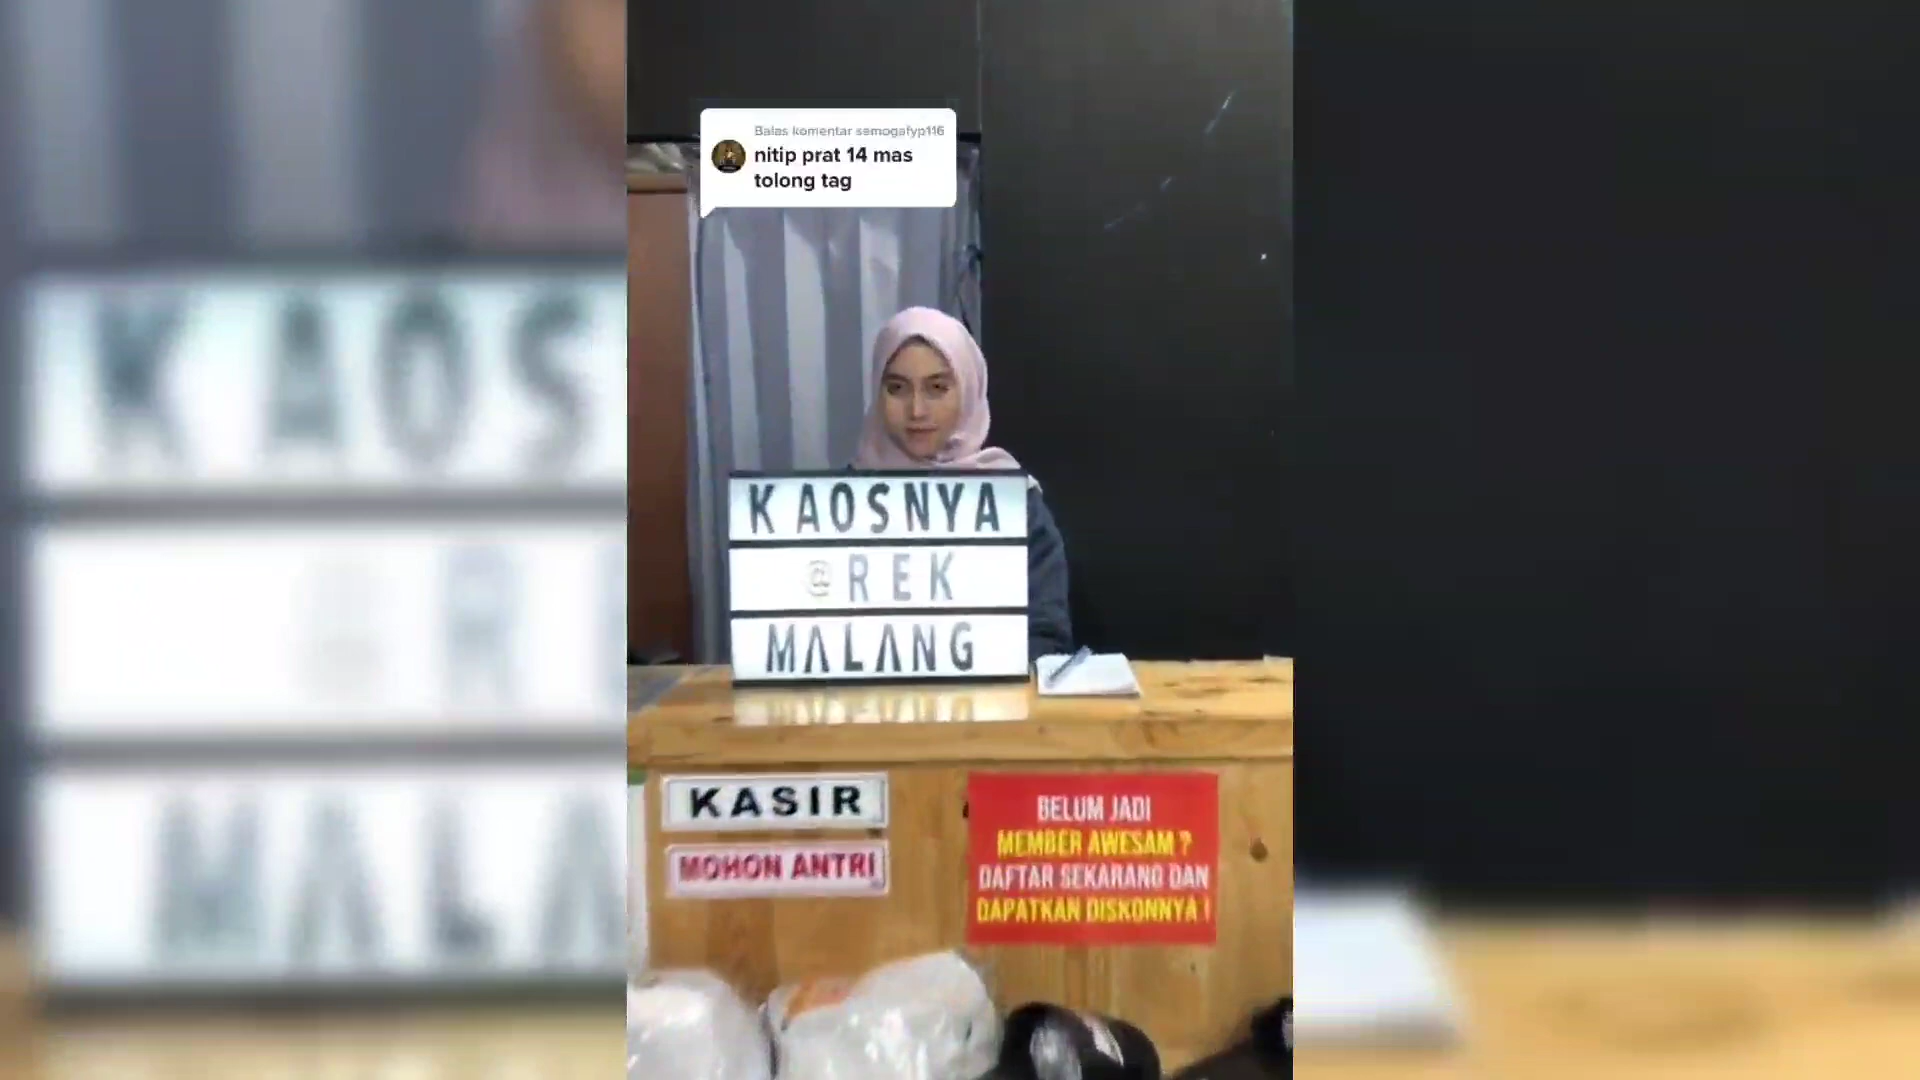 Balas komentar semogafyp116
nitip prat 14 mas
tolong tag
KAOSNYA
@REK
MALANG
KASIR
MOHON ANTRI
BELUM JADI
MEMBER AWESAM ?
DAFTAR SEKARANG DAN
DAPATKAN DISKONNYA !